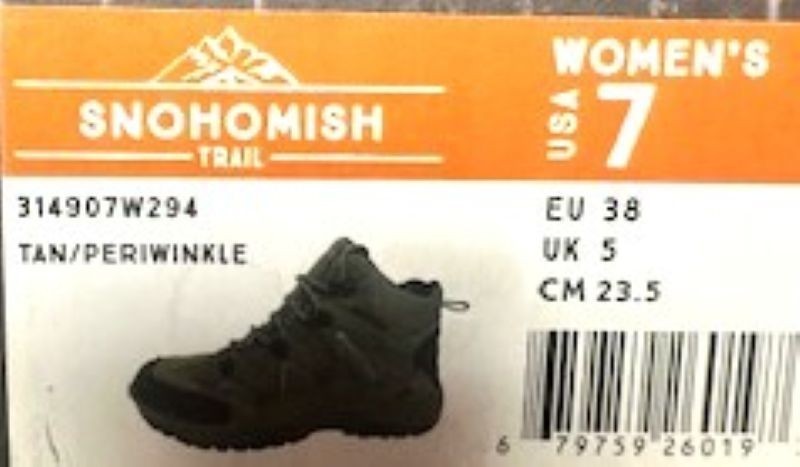 SNOHOMISH
TRAIL
WOMEN'S
USA 7
314907W294
TAN/PERIWINKLE
EU 38
UK 5
CM 23.5
6 79759 26019